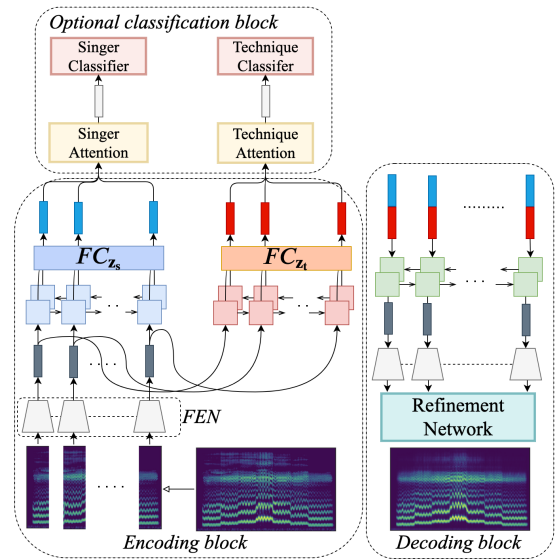 Optional classification block
Singer
Classifier
Technique
Classifer
Singer
Attention
Technique
Attention
FCzs
FCzt
FEN
Encoding block
Refinement
Network
Decoding block